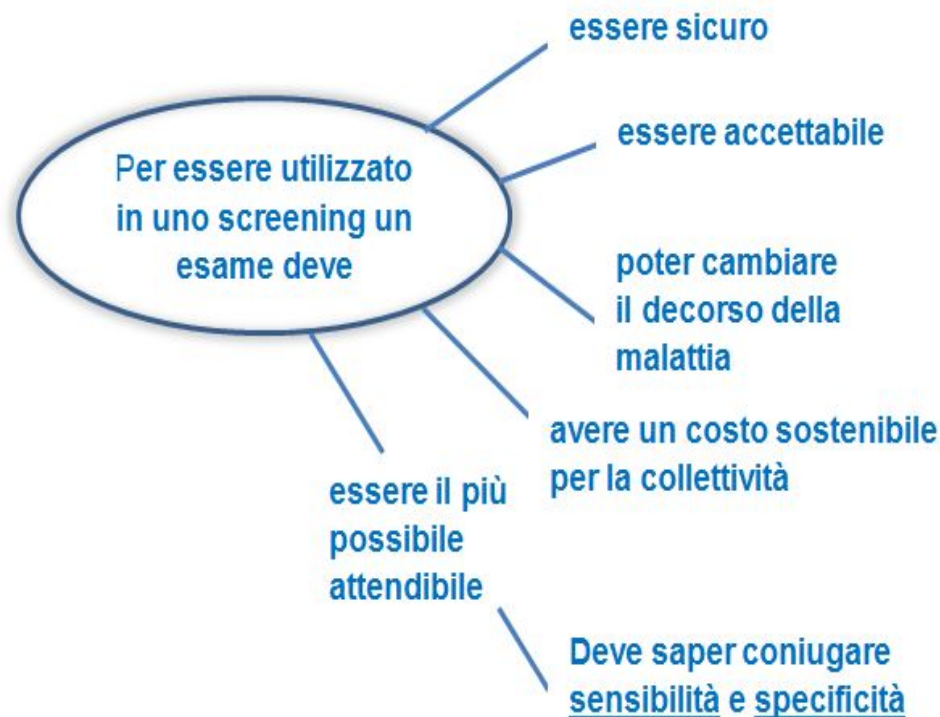 essere sicuro
essere accettabile
Per essere utilizzato
in uno screening un
esame deve
poter cambiare
il decorso della
malattia
avere un costo sostenibile
per la collettività
essere il più
possibile
attendibile
Deve saper coniugare
sensibilità e specificità